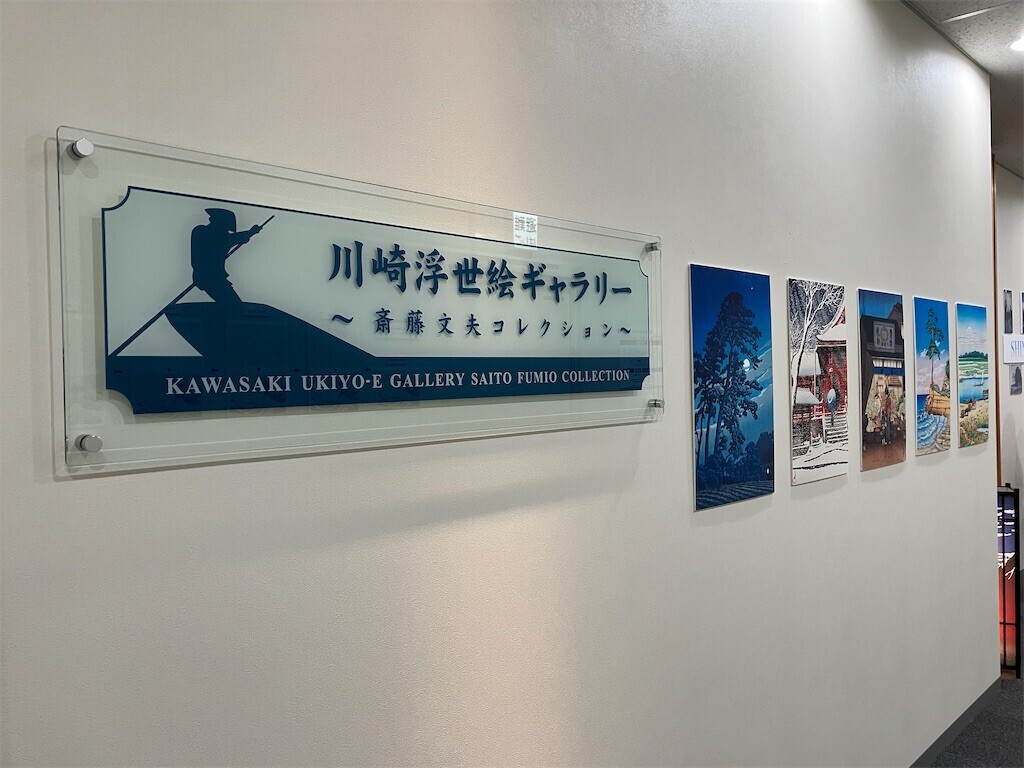 川崎浮世絵ギャラリー
～斎藤文夫コレクション～
KAWASAKI UKIYO-E GALLERY SAITO FUMIO COLLECTION